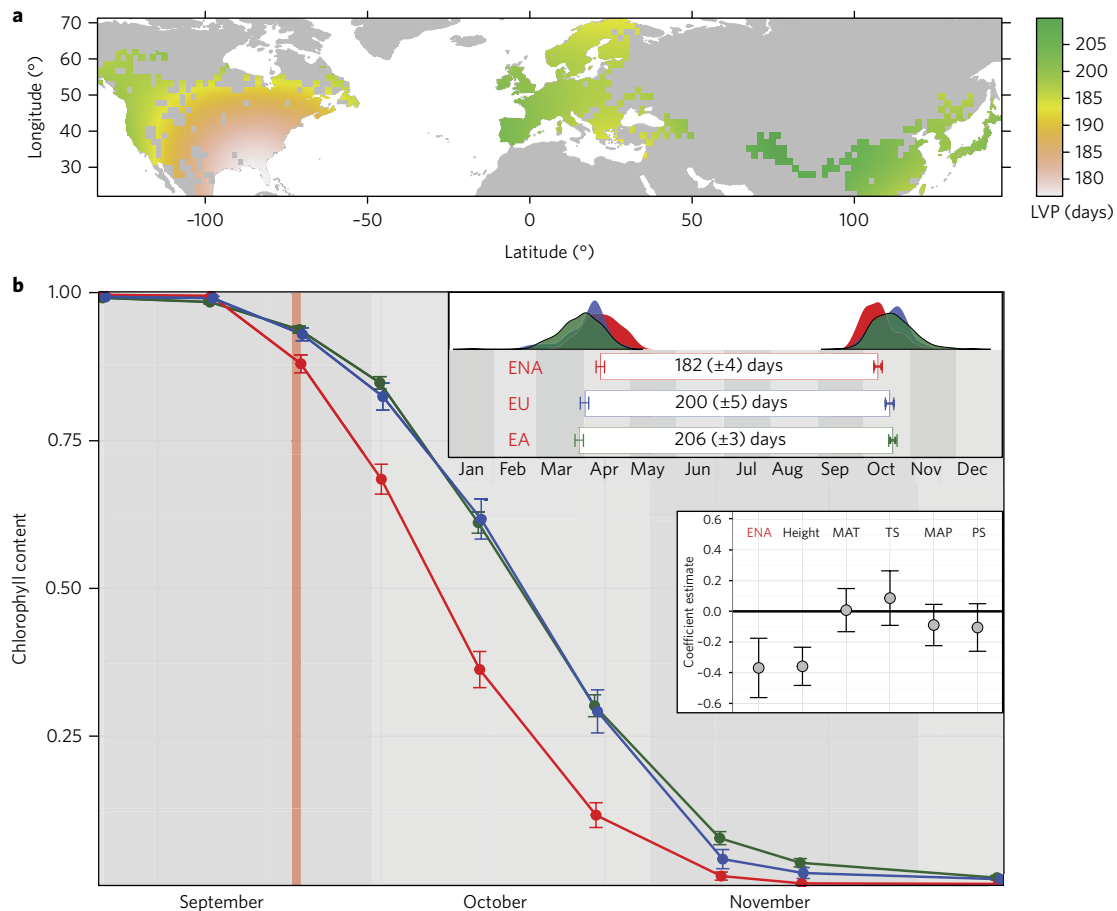 a
70
60
50
40
30
Longitude (°)
-100
-50
0
50
100
Latitude (°)
205
200
195
190
185
180
LVP (days)
b
1.00
0.75
0.50
0.25
Chlorophyll content
September
October
November
ENA
182 (±4) days
EU
200 (±5) days
EA
206 (±3) days
Jan Feb Mar Apr May Jun Jul Aug Sep Oct Nov Dec
0.6
0.4
0.2
0.0
-0.2
-0.4
-0.6
Coefficient estimate
ENA Height MAT TS MAP PS